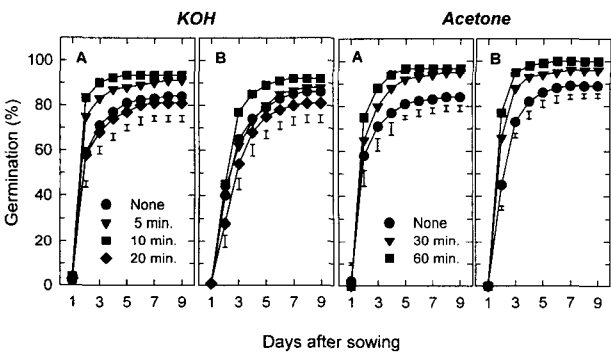 KOH Acetone
A B A B
100
80
60
40
20
0
Germination (%)
None
5 min.
10 min.
20 min.
None
30 min.
60 min.
1 3 5 7 9 1 3 5 7 9 1 3 5 7 9 1 3 5 7 9
Days after sowing